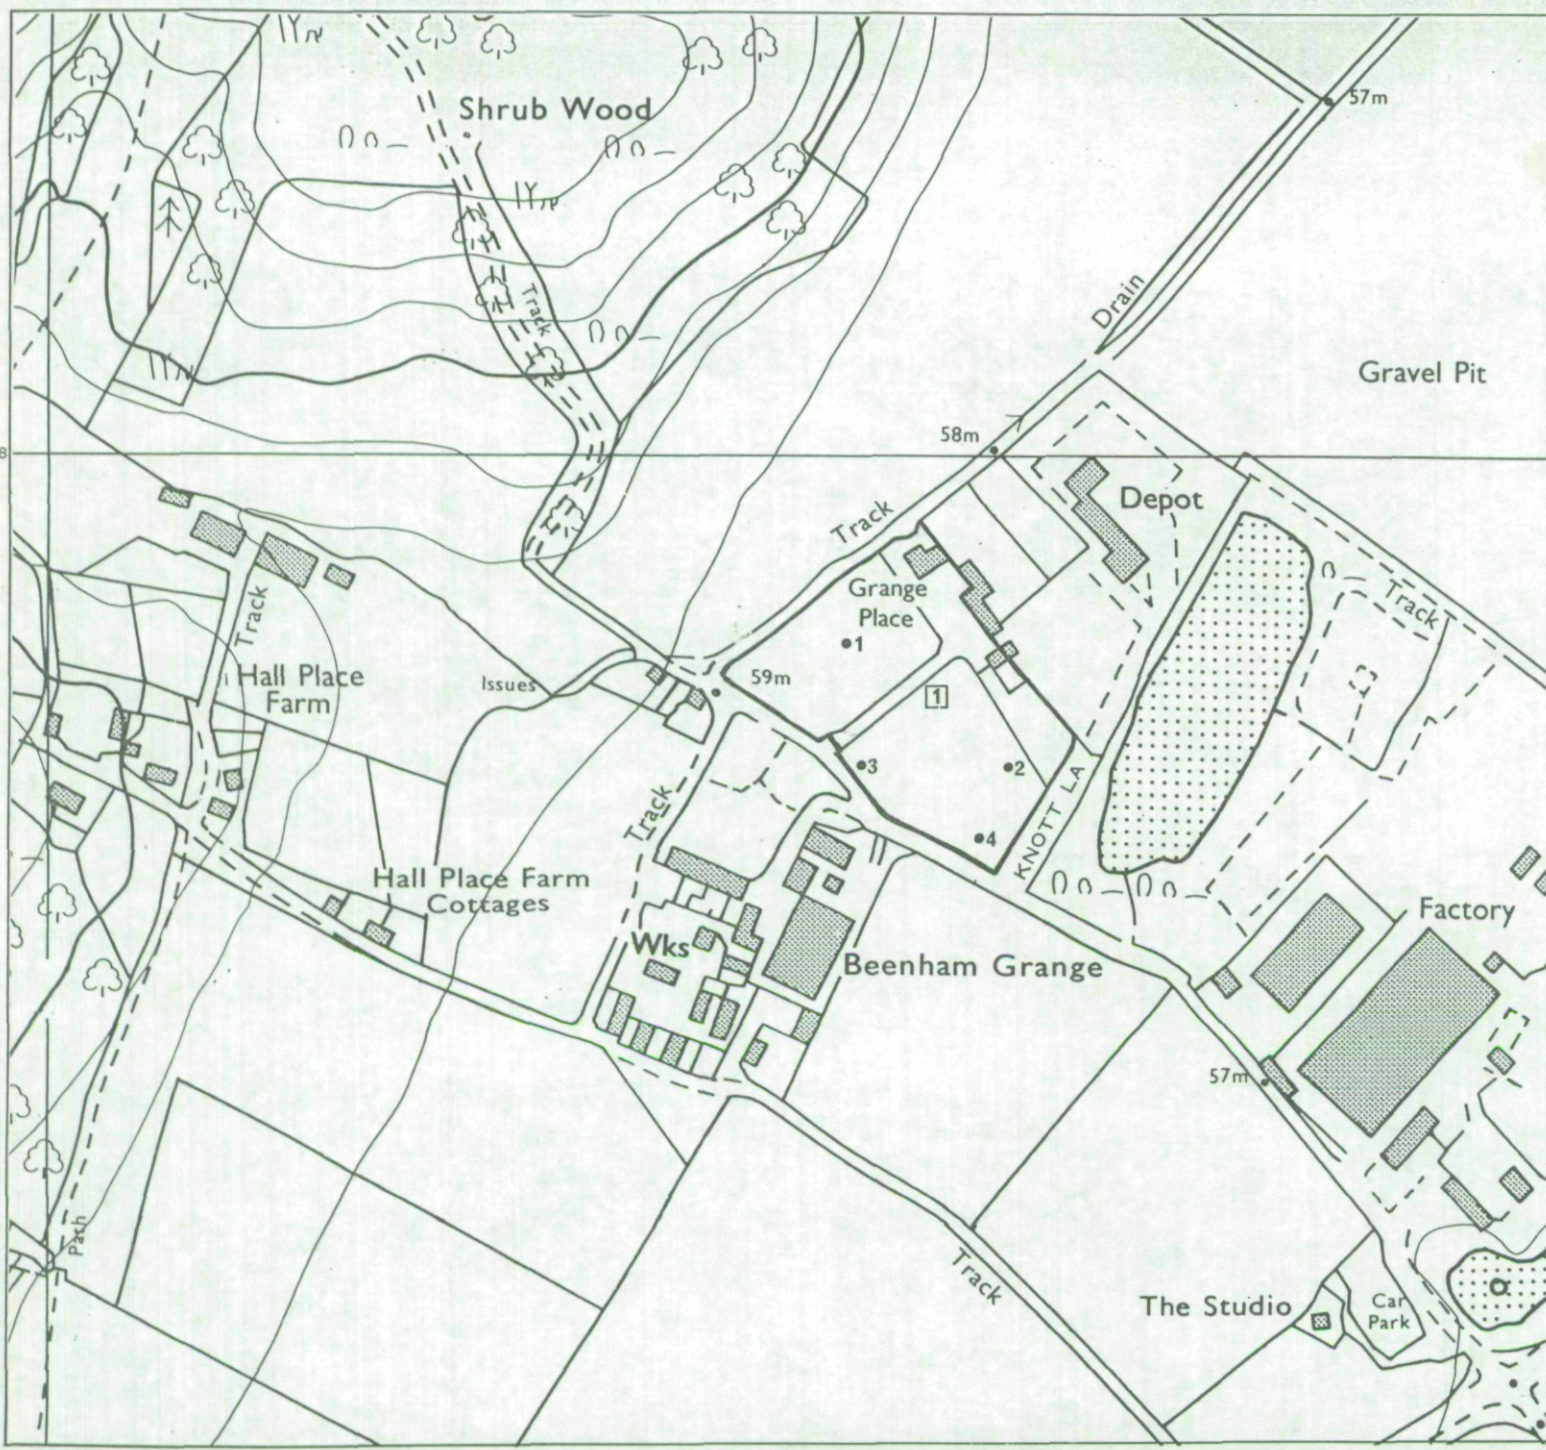 Shrub Wood
57m
Track
Drain
Gravel Pit
58m
Track
Depot
Grange
Place
1
Track
Track
Hall Place
Farm
Issues
59m
1
3
2
4
KNOTT LA
Track
Hall Place Farm
Cottages
Wks
Beenham Grange
Factory
57m
Path
Track
The Studio
Car
Park